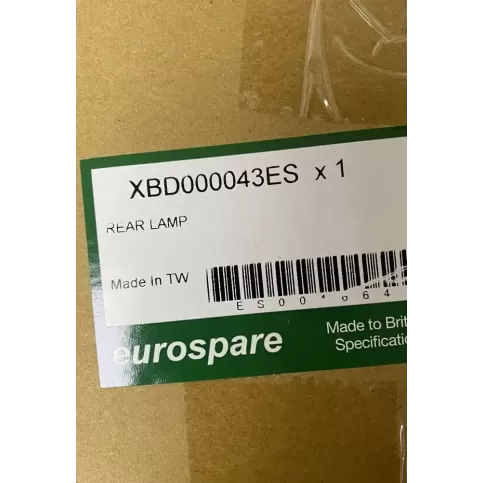 XBD000043ES x 1
REAR LAMP
Made In TW
eurospare
Made to Brit
Specificatio